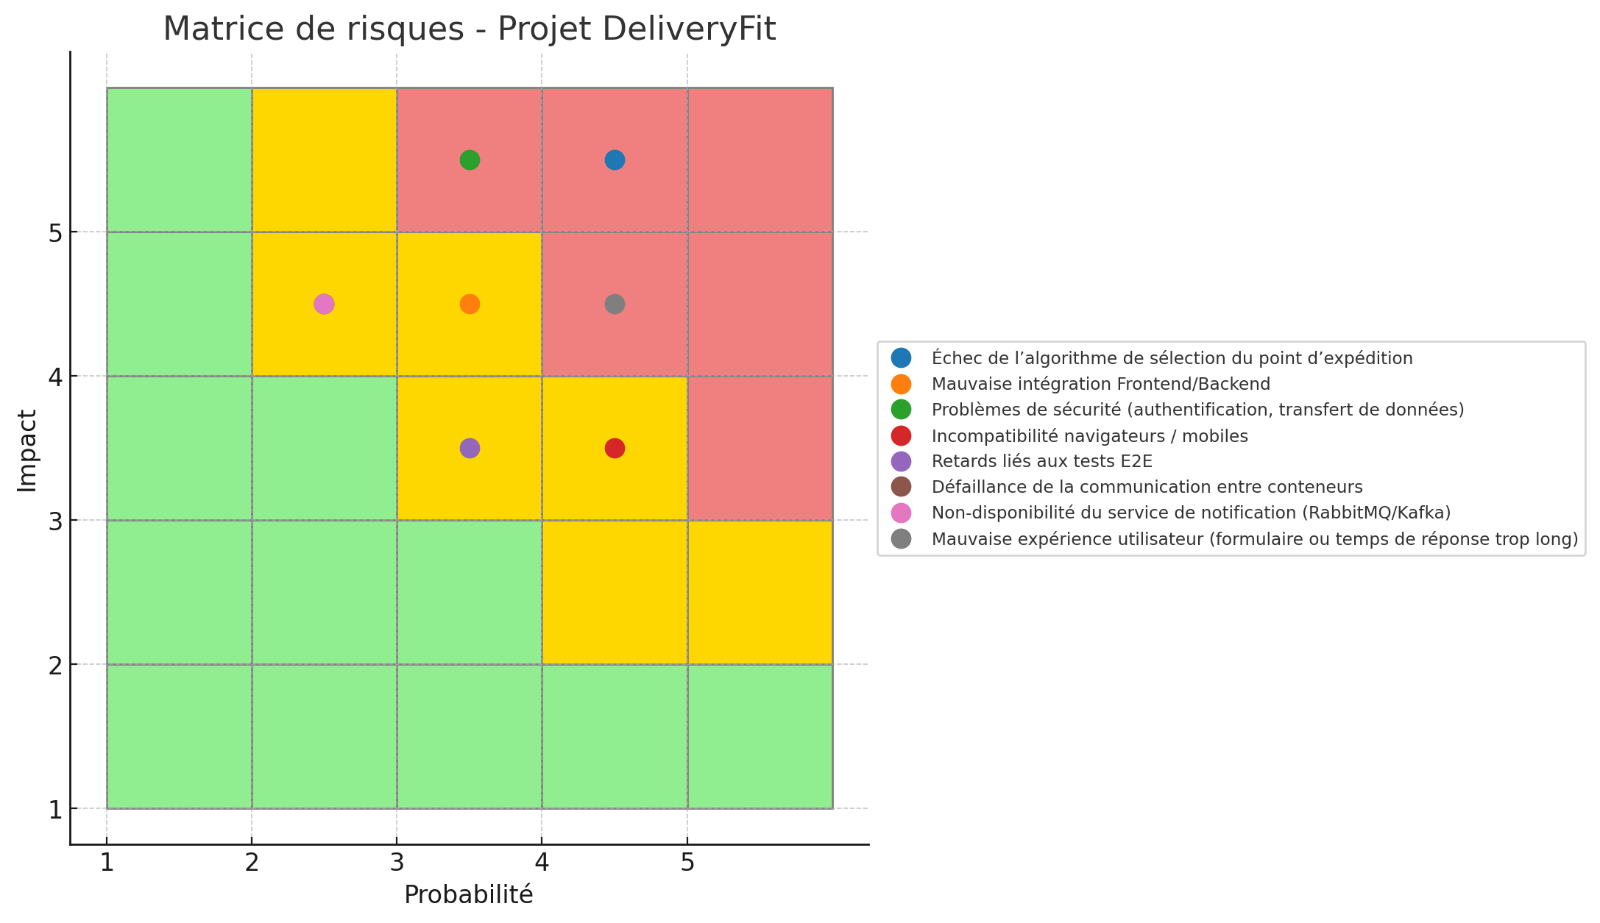 Matrice de risques - Projet DeliveryFit
Impact
5
4
3
2
1
1 2 3 4 5
Probabilité
Échec de l’algorithme de sélection du point d’expédition
Mauvaise intégration Frontend/Backend
Problèmes de sécurité (authentification, transfert de données)
Incompatibilité navigateurs / mobiles
Retards liés aux tests E2E
Défaillance de la communication entre conteneurs
Non-disponibilité du service de notification (RabbitMQ/Kafka)
Mauvaise expérience utilisateur (formulaire ou temps de réponse trop long)